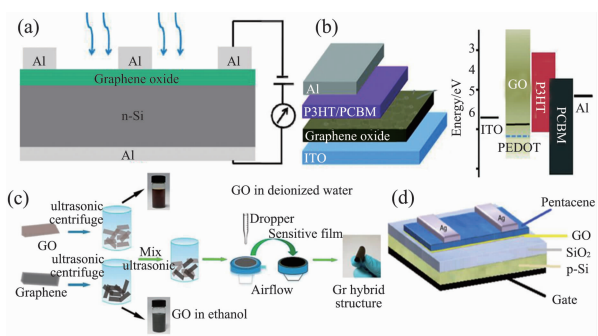 (a)
Al
Al
Al
Graphene oxide
n-Si
Al
(b)
Al
P3HT/PCBM
Graphene oxide
ITO
Energy/eV
3
4
5
6
ITO
GO
PEDOT
P3HT
PCBM
Al
(c)
ultrasonic
centrifuge
GO
ultrasonic
centrifuge
Graphene
Mix
ultrasonic
GO in deionized water
Dropper
Sensitive film
Airflow
Gr hybrid
structure
GO in ethanol
(d)
Ag
Ag
Pentacene
GO
SiO₂
p-Si
Gate